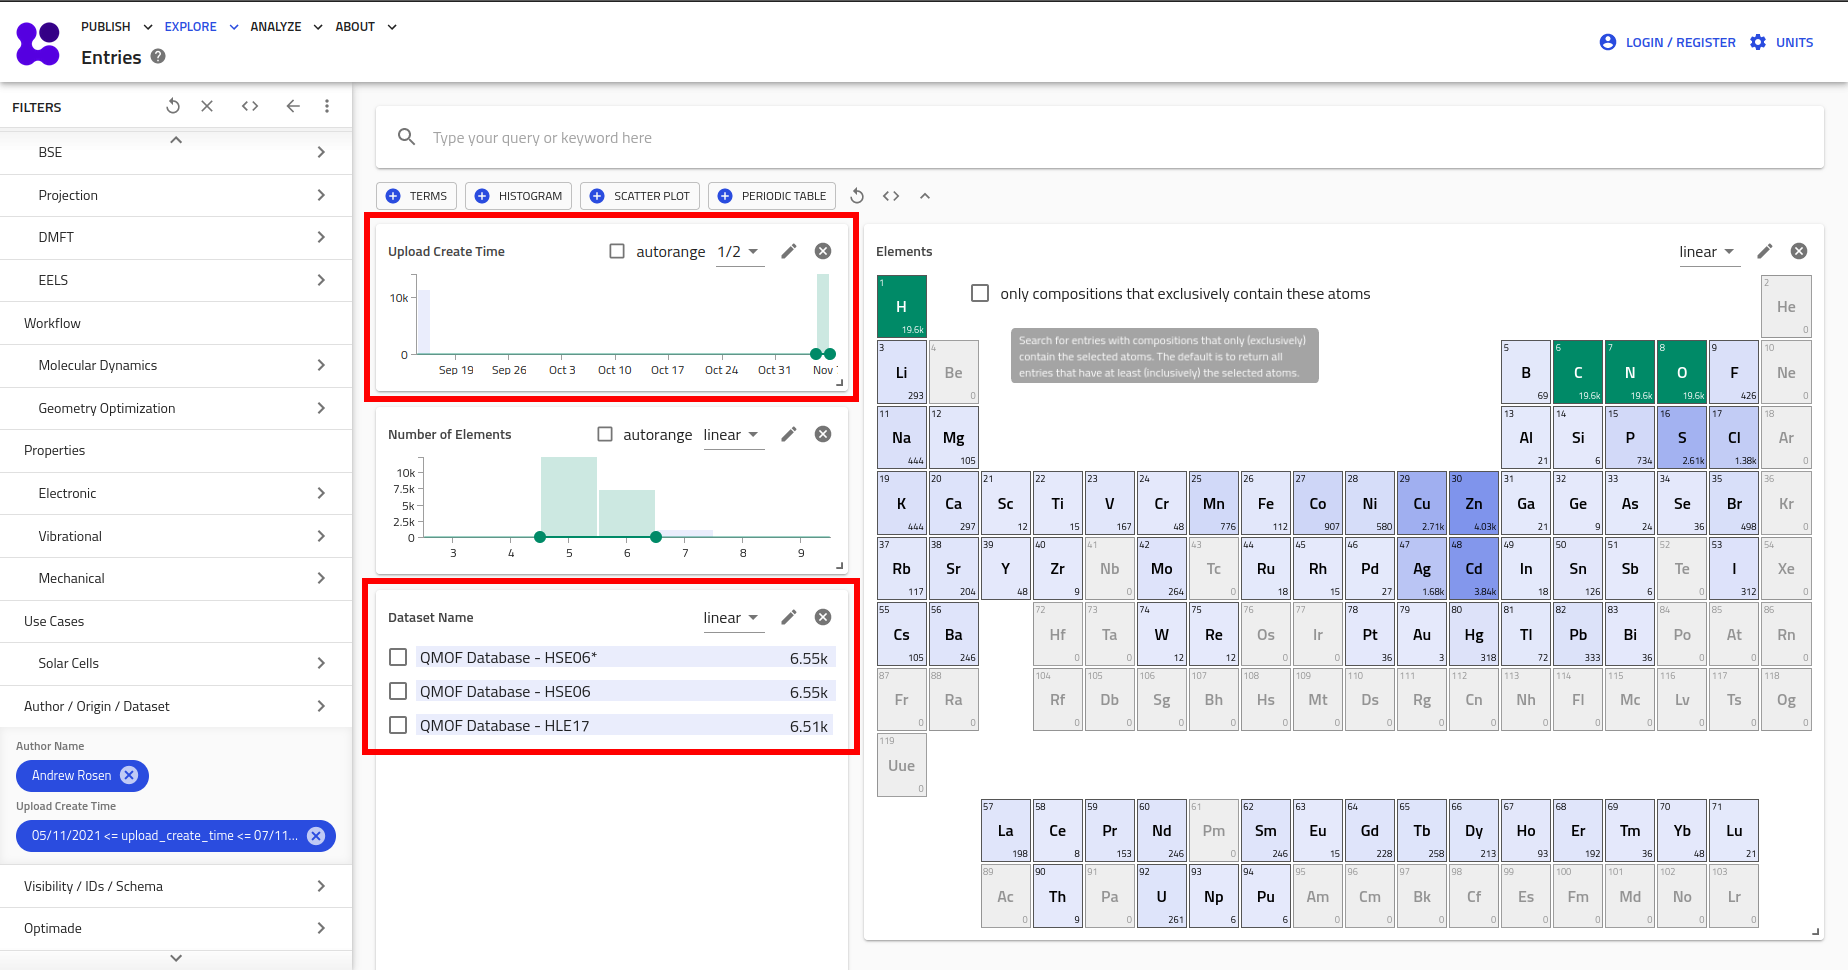 PUBLISH EXPLORE ANALYZE ABOUT
Entries ?
LOGIN / REGISTER UNITS
FILTERS
BSE
Projection
DMFT
EELS
Workflow
Molecular Dynamics
Geometry Optimization
Properties
Electronic
Vibrational
Mechanical
Use Cases
Solar Cells
Author / Origin / Dataset
Author Name
Andrew Rosen
Upload Create Time
05/11/2021 <= upload_create_time <= 07/11...
Visibility / IDs / Schema
Optimade
Type your query or keyword here
TERMS HISTOGRAM SCATTER PLOT PERIODIC TABLE
Upload Create Time autorange 1/2
10k
0
Sep 19 Sep 26 Oct 3 Oct 10 Oct 17 Oct 24 Oct 31 Nov
Number of Elements autorange linear
10k
7.5k
5k
2.5k
0
3 4 5 6 7 8 9
Dataset Name linear
QMOF Database - HSE06* 6.55k
QMOF Database - HSE06 6.55k
QMOF Database - HLE17 6.51k
Elements linear
only compositions that exclusively contain these atoms
Search for entries with compositions that only (exclusively)
contain the selected atoms. The default is to return all
entries that have at least (inclusively) the selected atoms.
1 2
H He
19.6k 0
3 4 5 6 7 8 9 10
Li Be B C N O F Ne
293 0 69 19.6k 19.6k 19.6k 426 0
11 12 13 14 15 16 17 18
Na Mg Al Si P S Cl Ar
444 105 21 6 734 2.61k 1.38k 0
19 20 21 22 23 24 25 26 27 28 29 30 31 32 33 34 35 36
K Ca Sc Ti V Cr Mn Fe Co Ni Cu Zn Ga Ge As Se Br Kr
444 297 12 15 167 48 776 112 907 580 2.71k 4.03k 21 9 24 36 498 0
37 38 39 40 41 42 43 44 45 46 47 48 49 50 51 52 53 54
Rb Sr Y Zr Nb Mo Tc Ru Rh Pd Ag Cd In Sn Sb Te I Xe
117 204 48 9 0 264 0 18 15 27 1.68k 3.84k 18 126 6 0 312 0
55 56 72 73 74 75 76 77 78 79 80 81 82 83 84 85 86
Cs Ba Hf Ta W Re Os Ir Pt Au Hg Tl Pb Bi Po At Rn
105 246 0 0 12 12 0 0 36 3 318 72 333 36 0 0 0
87 88 104 105 106 107 108 109 110 111 112 113 114 115 116 117 118
Fr Ra Rf Db Sg Bh Hs Mt Ds Rg Cn Nh Fl Mc Lv Ts Og
0 0 0 0 0 0 0 0 0 0 0 0 0 0 0 0 0
119
Uue
0
57 58 59 60 61 62 63 64 65 66 67 68 69 70 71
La Ce Pr Nd Pm Sm Eu Gd Tb Dy Ho Er Tm Yb Lu
198 8 153 246 0 246 15 228 258 213 93 192 36 48 21
89 90 91 92 93 94 95 96 97 98 99 100 101 102 103
Ac Th Pa U Np Pu Am Cm Bk Cf Es Fm Md No Lr
0 9 0 261 6 6 0 0 0 0 0 0 0 0 0